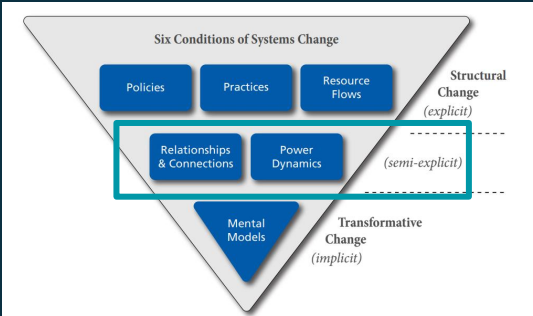 Six Conditions of Systems Change
Policies
Practices
Resource
Flows
Structural
Change
(explicit)
Relationships
& Connections
Power
Dynamics
(semi-explicit)
Mental
Models
Transformative
Change
(implicit)